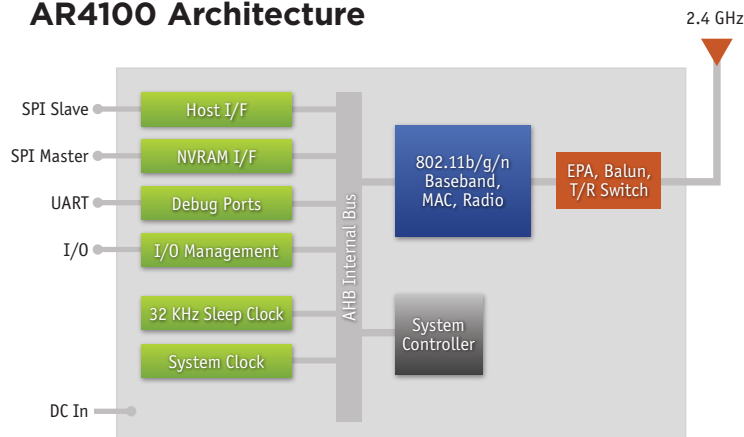 AR4100 Architecture
2.4 GHz
SPI Slave
Host I/F
SPI Master
NVRAM I/F
UART
Debug Ports
I/O
I/O Management
32 KHz Sleep Clock
System Clock
DC In
AHB Internal Bus
802.11b/g/n
Baseband,
MAC, Radio
EPA, Balun,
T/R Switch
System
Controller